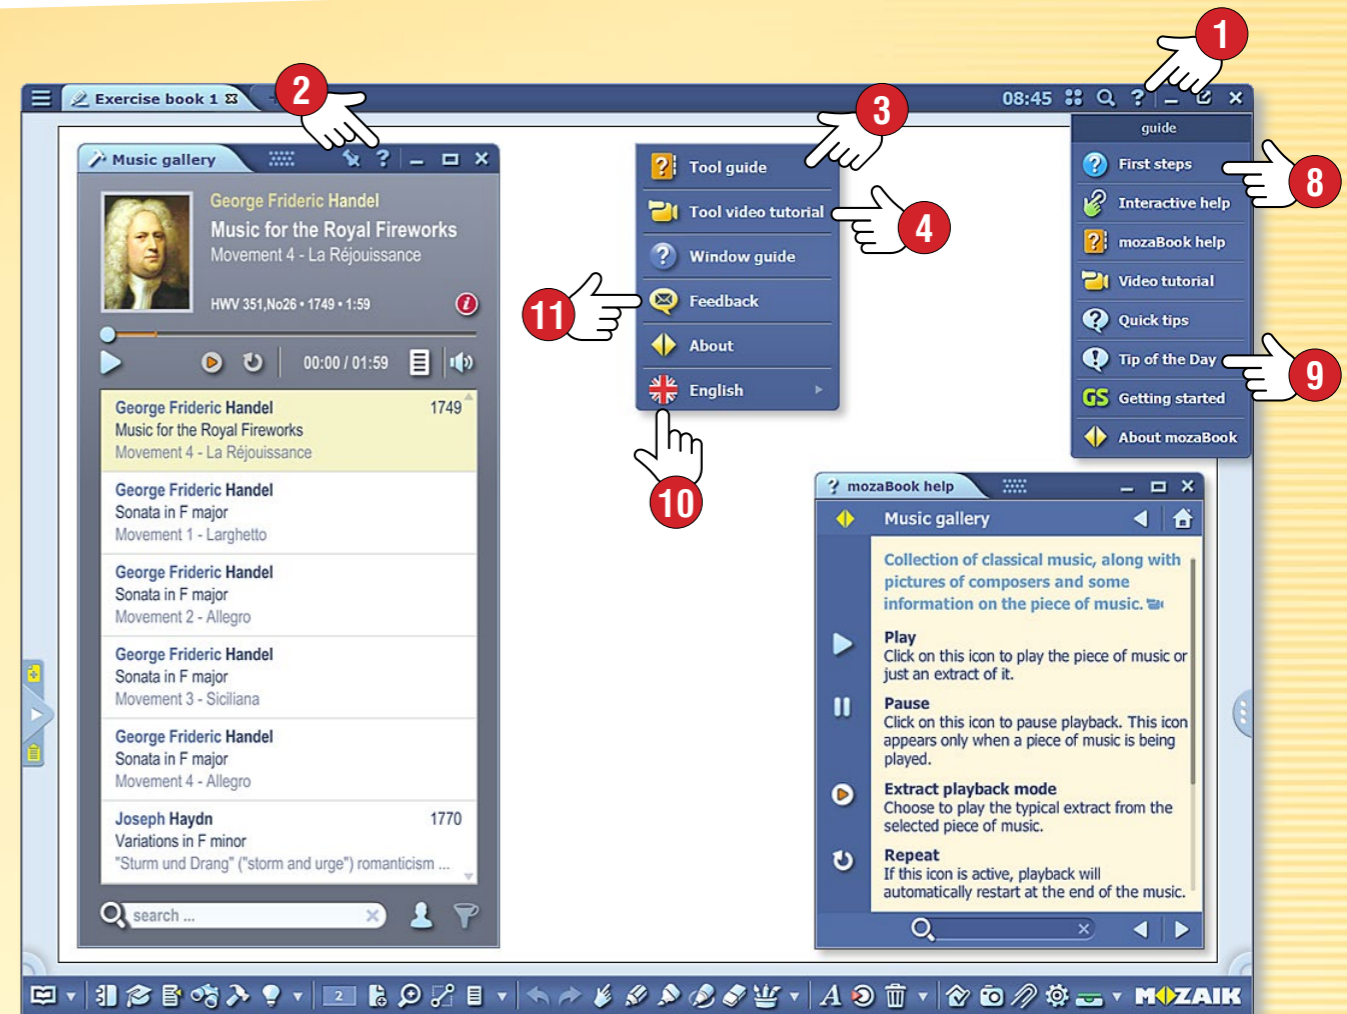 1
2
Exercise book 1
08:45
3
guide
Music gallery
Tool guide
First steps
8
George Frideric Handel
Music for the Royal Fireworks
Movement 4 - La Réjouissance
HWV 351,No26 • 1749 • 1:59
Tool video tutorial
4
Interactive help
Window guide
mozaBook help
11
Feedback
Video tutorial
About
Quick tips
00:00 / 01:59
English
Tip of the Day
9
GS Getting started
About mozaBook
10
George Frideric Handel 1749
Music for the Royal Fireworks
Movement 4 - La Réjouissance
George Frideric Handel
Sonata in F major
Movement 1 - Larghetto
George Frideric Handel
Sonata in F major
Movement 2 - Allegro
George Frideric Handel
Sonata in F major
Movement 3 - Siciliana
George Frideric Handel
Sonata in F major
Movement 4 - Allegro
Joseph Haydn 1770
Variations in F minor
"Sturm und Drang" ("storm and urge") romanticism ...
search ...
? mozaBook help
Music gallery
Collection of classical music, along with
pictures of composers and some
information on the piece of music.
Play
Click on this icon to play the piece of music or
just an extract of it.
Pause
Click on this icon to pause playback. This icon
appears only when a piece of music is being
played.
Extract playback mode
Choose to play the typical extract from the
selected piece of music.
Repeat
If this icon is active, playback will
automatically restart at the end of the music.
2
A
MOZAIK